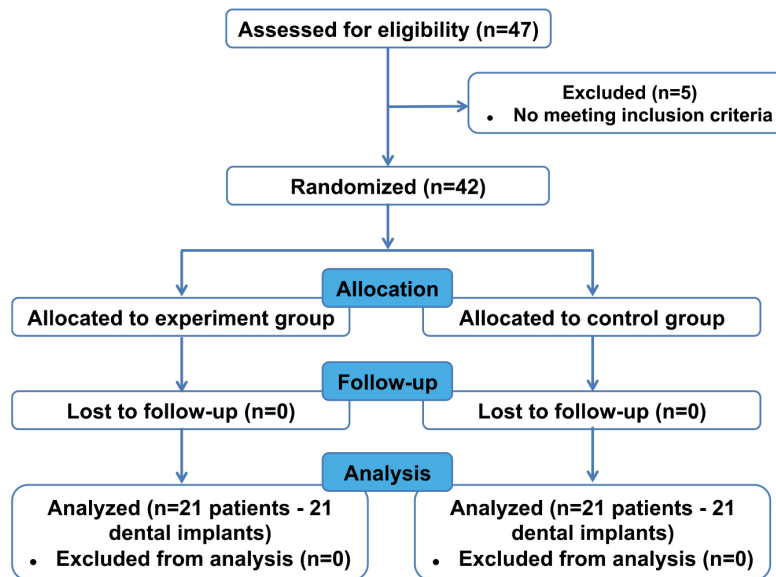 Assessed for eligibility (n=47)
Excluded (n=5)
• No meeting inclusion criteria
Randomized (n=42)
Allocation
Allocated to experiment group
Allocated to control group
Follow-up
Lost to follow-up (n=0)
Lost to follow-up (n=0)
Analysis
Analyzed (n=21 patients - 21
dental implants)
• Excluded from analysis (n=0)
Analyzed (n=21 patients - 21
dental implants)
• Excluded from analysis (n=0)